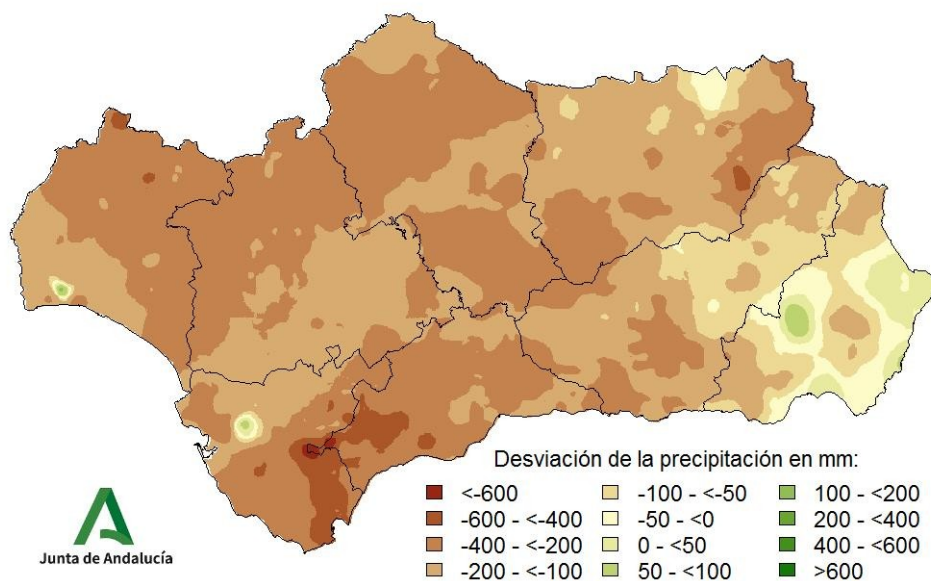 Desviación de la precipitación en mm:
<-600
-600 - <-400
-400 - <-200
-200 - <-100
-100 - <-50
-50 - <0
0 - <50
50 - <100
100 - <200
200 - <400
400 - <600
>600
Junta de Andalucía